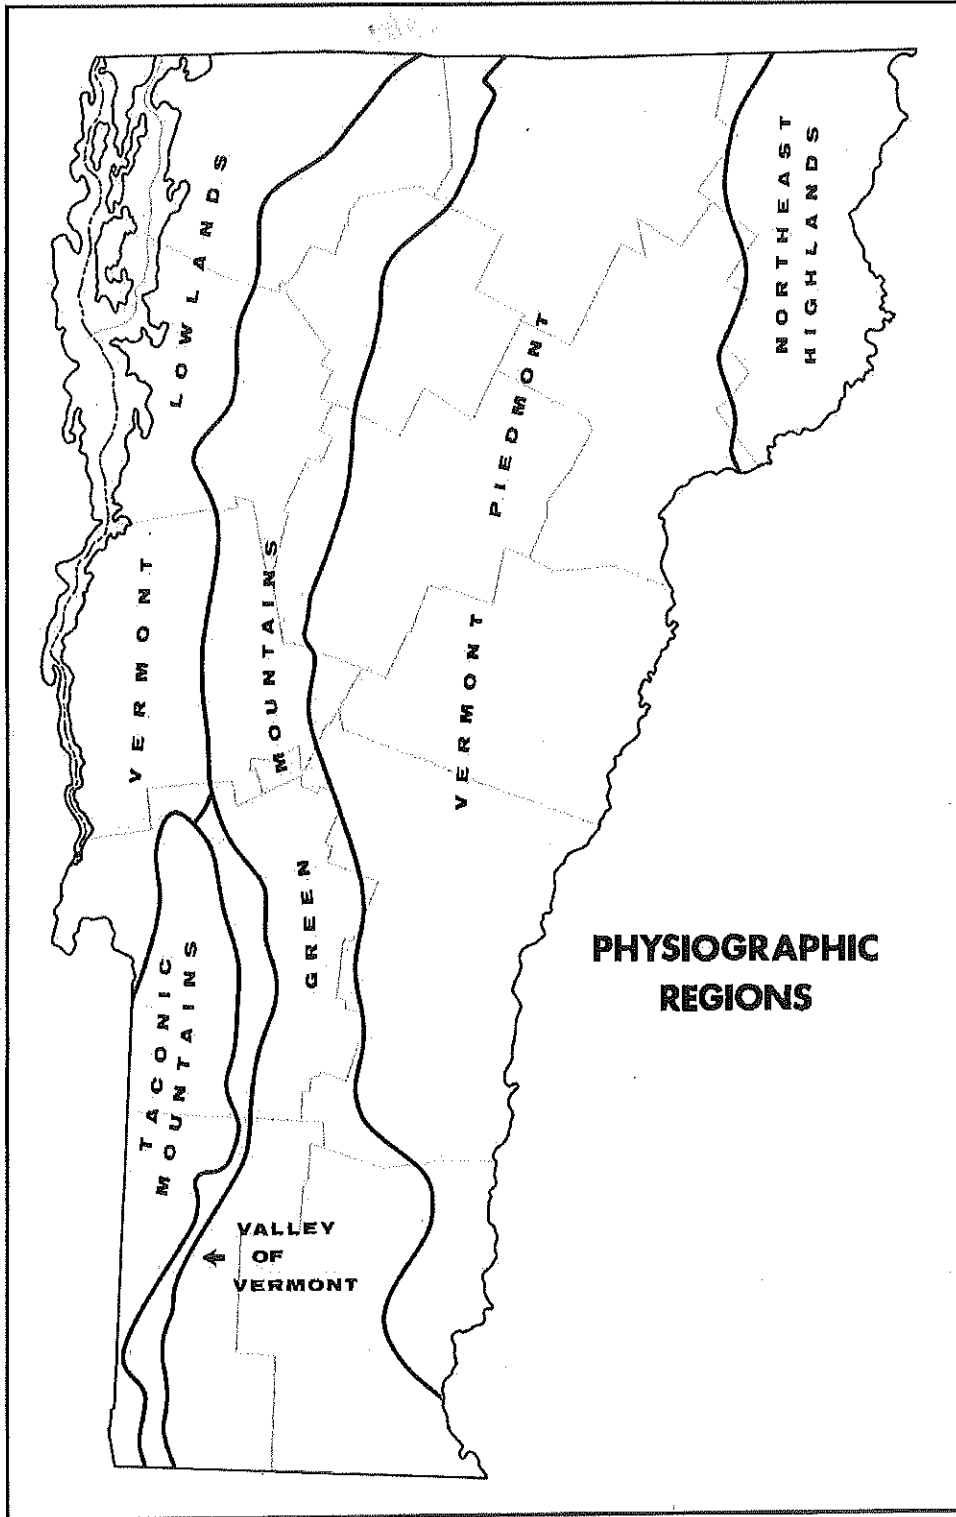 VERMONT LOWLANDS
GREEN MOUNTAINS
VERMONT PIEDMONT
NORTHEAST
HIGHLANDS
TACONIC
MOUNTAINS
VALLEY
OF
VERMONT
PHYSIOGRAPHIC
REGIONS